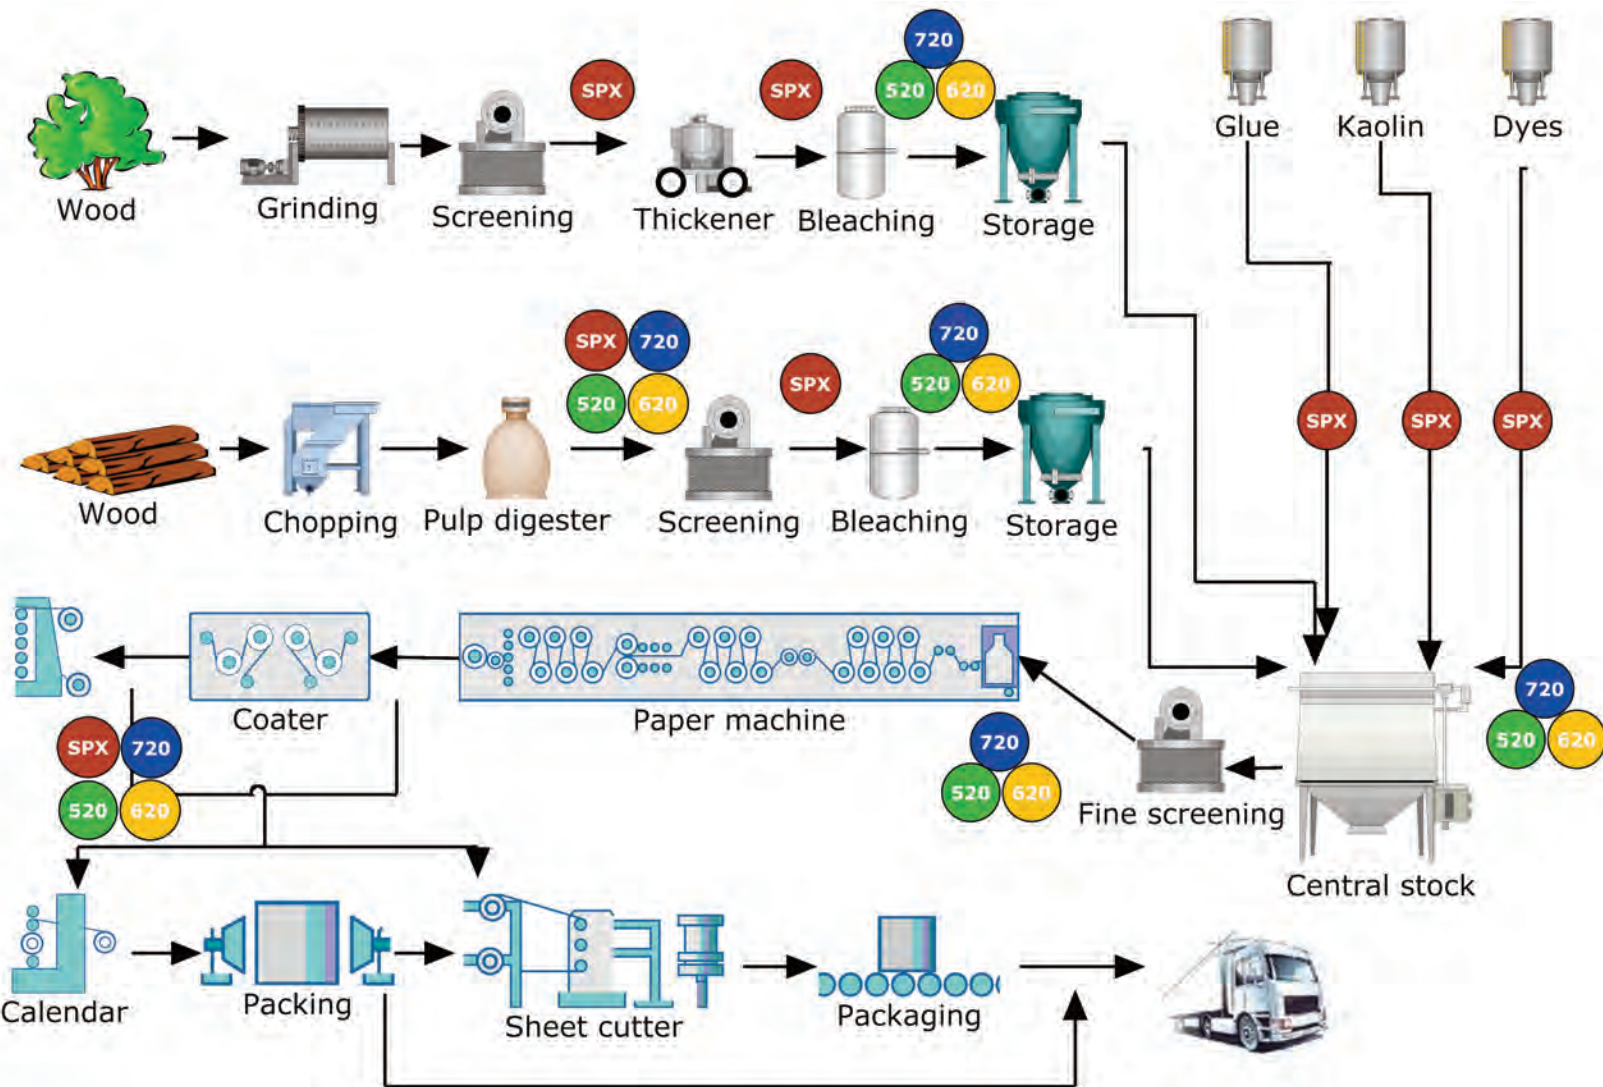 720
SPX
SPX
520
620
Glue
Kaolin
Dyes
Wood
Grinding
Screening
Thickener
Bleaching
Storage
SPX
720
720
520
620
SPX
520
620
SPX
SPX
SPX
Wood
Chopping
Pulp digester
Screening
Bleaching
Storage
Coater
Paper machine
720
SPX
720
720
520
620
520
620
520
620
Fine screening
Central stock
Calendar
Packing
Sheet cutter
Packaging